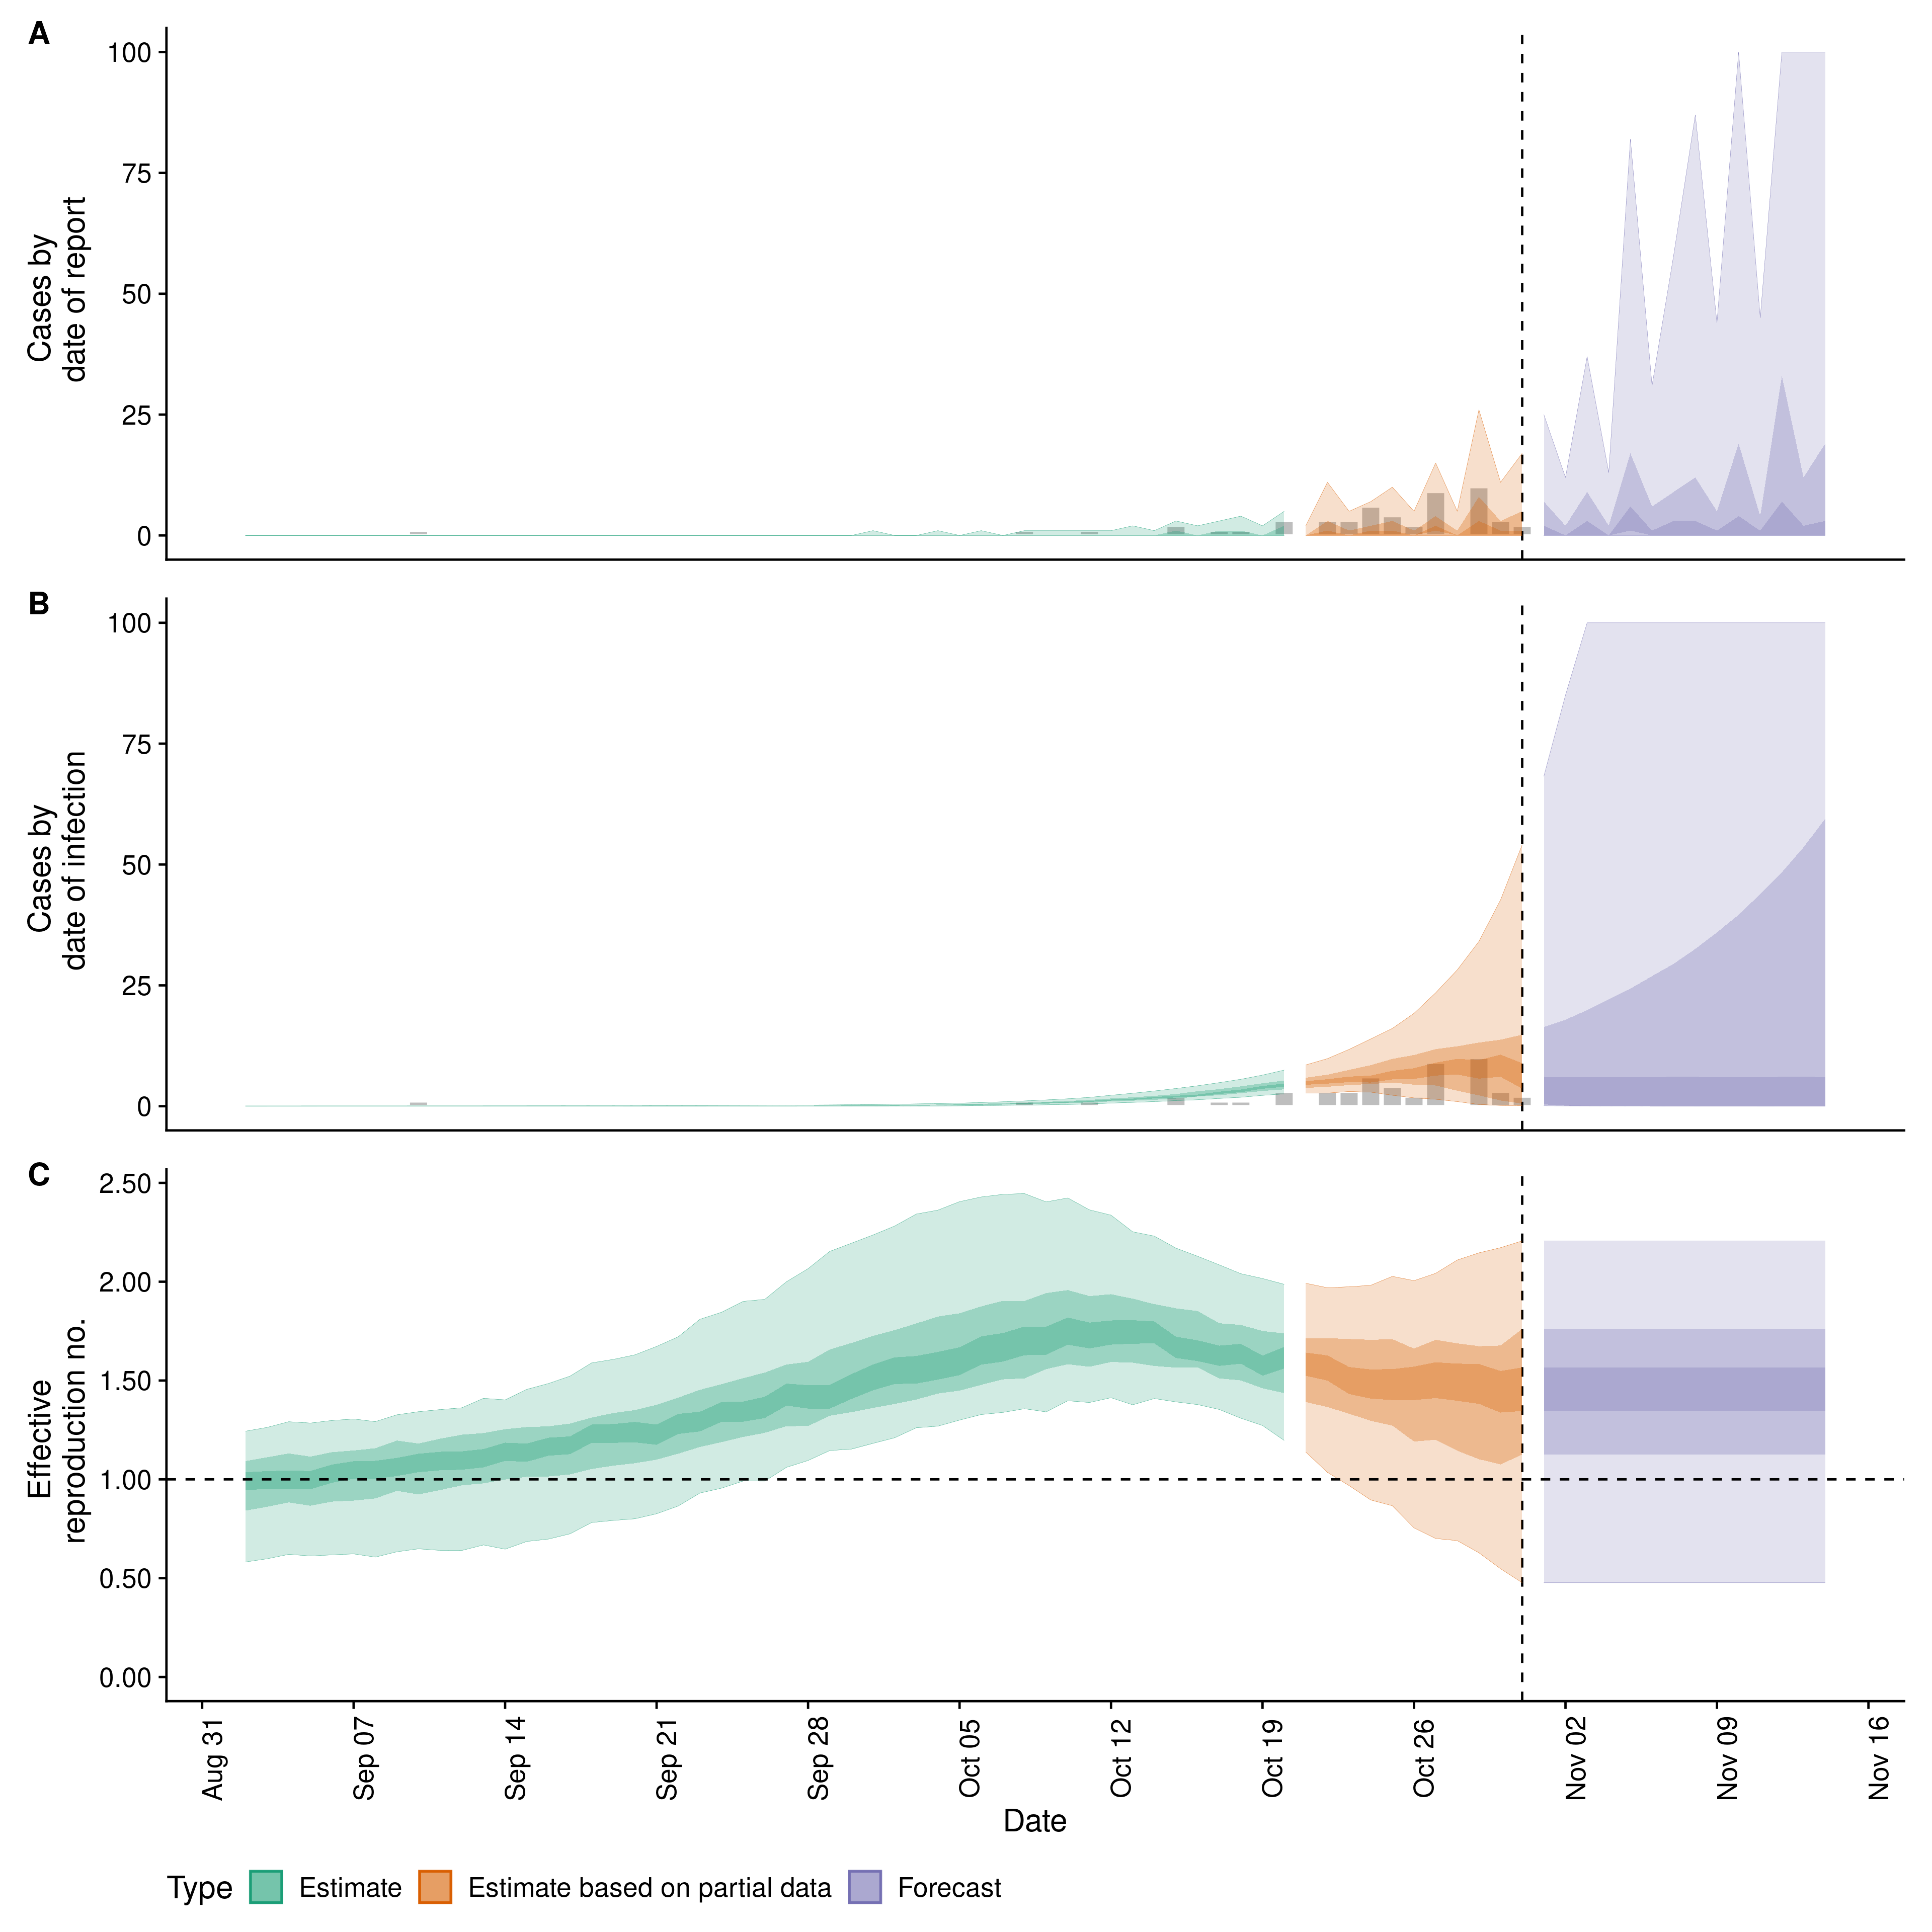 A
100
75
50
25
0
Cases by
date of report
B
100
75
50
25
0
Cases by
date of infection
C
2.50
2.00
1.50
1.00
0.50
0.00
Effective
reproduction no.
Aug 31
Sep 07
Sep 14
Sep 21
Sep 28
Oct 05
Oct 12
Oct 19
Oct 26
Nov 02
Nov 09
Nov 16
Date
Type Estimate Estimate based on partial data Forecast